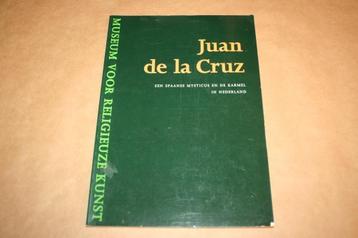 MUSEUM VOOR RELIGIEUZE KUNST
Juan
de la Cruz
EEN SPAANSE MYSTICUS EN DE KARMEL
IN NEDERLAND